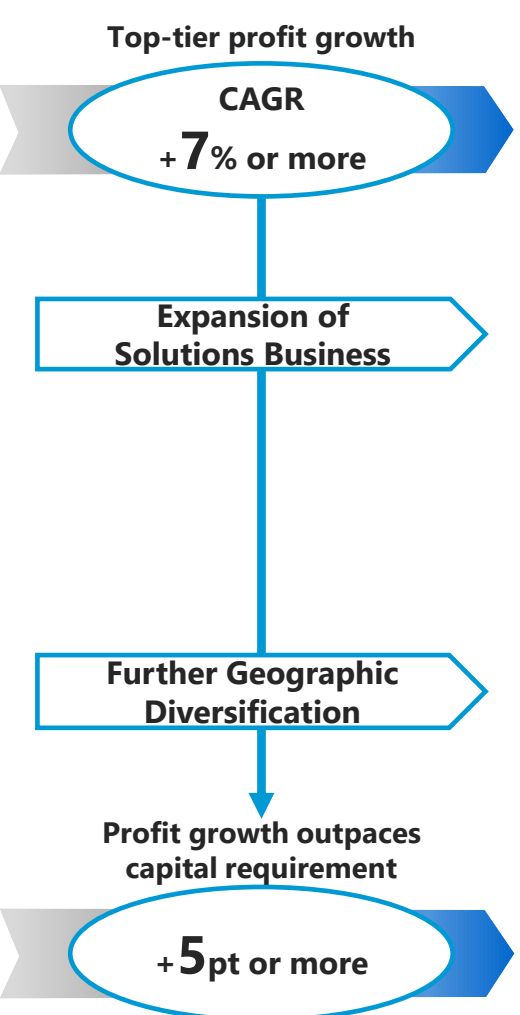 Top-tier profit growth
CAGR
+7% or more
Expansion of
Solutions Business
Further Geographic
Diversification
Profit growth outpaces
capital requirement
+5pt or more